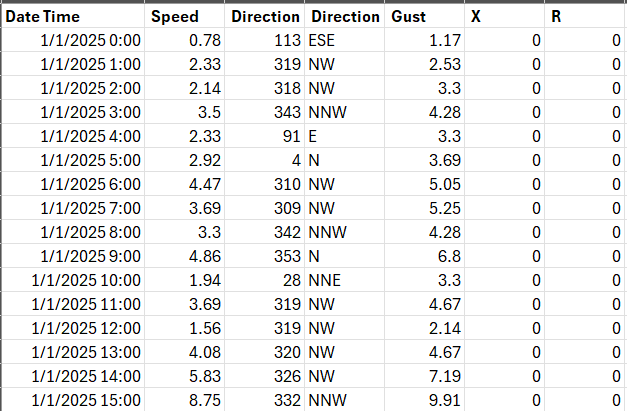 Date Time Speed Direction Direction Gust X R
1/1/2025 0:00 0.78 113 ESE 1.17 0 0
1/1/2025 1:00 2.33 319 NW 2.53 0 0
1/1/2025 2:00 2.14 318 NW 3.3 0 0
1/1/2025 3:00 3.5 343 NNW 4.28 0 0
1/1/2025 4:00 2.33 91 E 3.3 0 0
1/1/2025 5:00 2.92 4 N 3.69 0 0
1/1/2025 6:00 4.47 310 NW 5.05 0 0
1/1/2025 7:00 3.69 309 NW 5.25 0 0
1/1/2025 8:00 3.3 342 NNW 4.28 0 0
1/1/2025 9:00 4.86 353 N 6.8 0 0
1/1/2025 10:00 1.94 28 NNE 3.3 0 0
1/1/2025 11:00 3.69 319 NW 4.67 0 0
1/1/2025 12:00 1.56 319 NW 2.14 0 0
1/1/2025 13:00 4.08 320 NW 4.67 0 0
1/1/2025 14:00 5.83 326 NW 7.19 0 0
1/1/2025 15:00 8.75 332 NNW 9.91 0 0